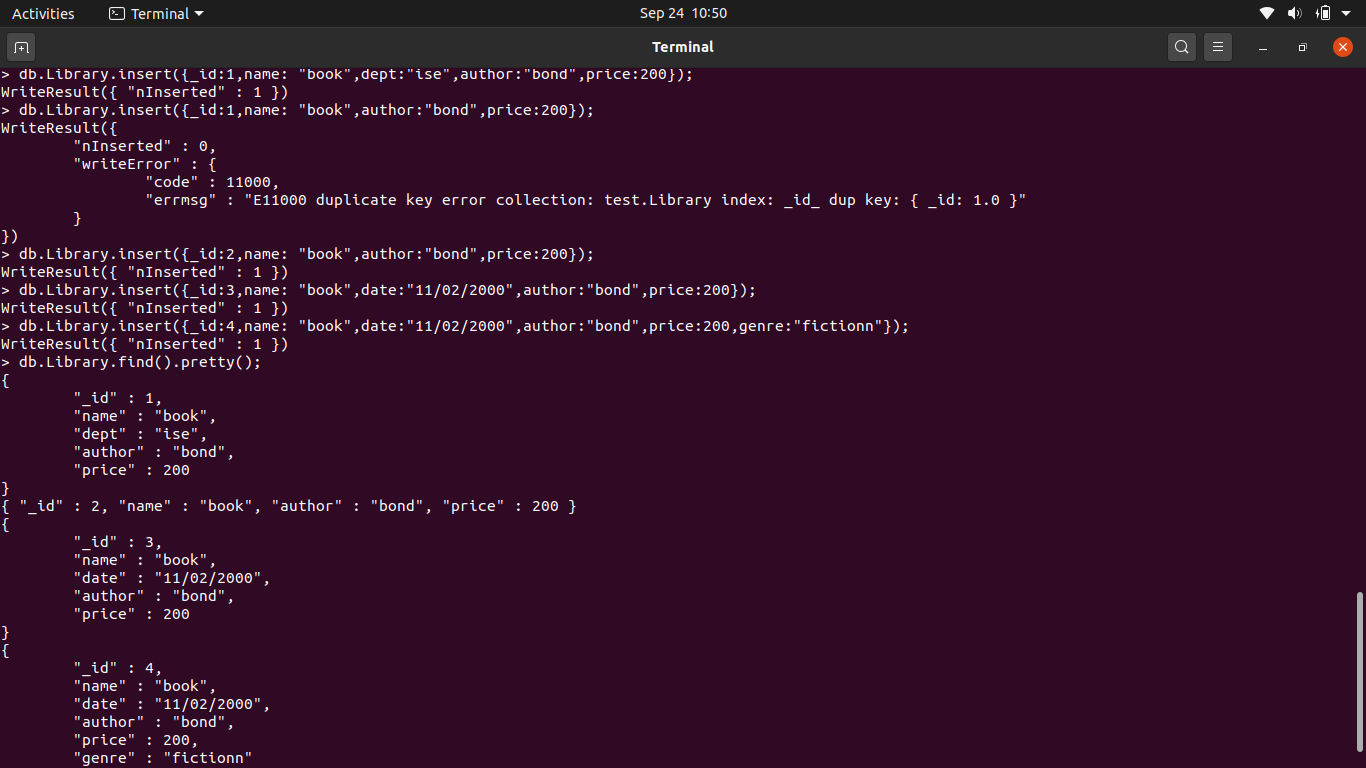 Activities Terminal Sep 24 10:50
Terminal
> db.Library.insert({_id:1,name: "book",dept:"ise",author:"bond",price:200});
WriteResult({ "nInserted" : 1 })
> db.Library.insert({_id:1,name: "book",author:"bond",price:200});
WriteResult({
        "nInserted" : 0,
        "writeError" : {
                "code" : 11000,
                "errmsg" : "E11000 duplicate key error collection: test.Library index: _id_ dup key: { _id: 1.0 }"
        }
})
> db.Library.insert({_id:2,name: "book",author:"bond",price:200});
WriteResult({ "nInserted" : 1 })
> db.Library.insert({_id:3,name: "book",date:"11/02/2000",author:"bond",price:200});
WriteResult({ "nInserted" : 1 })
> db.Library.insert({_id:4,name: "book",date:"11/02/2000",author:"bond",price:200,genre:"fictionn"});
WriteResult({ "nInserted" : 1 })
> db.Library.find().pretty();
{
        "_id" : 1,
        "name" : "book",
        "dept" : "ise",
        "author" : "bond",
        "price" : 200
}
{ "_id" : 2, "name" : "book", "author" : "bond", "price" : 200 }
{
        "_id" : 3,
        "name" : "book",
        "date" : "11/02/2000",
        "author" : "bond",
        "price" : 200
}
{
        "_id" : 4,
        "name" : "book",
        "date" : "11/02/2000",
        "author" : "bond",
        "price" : 200,
        "genre" : "fictionn"